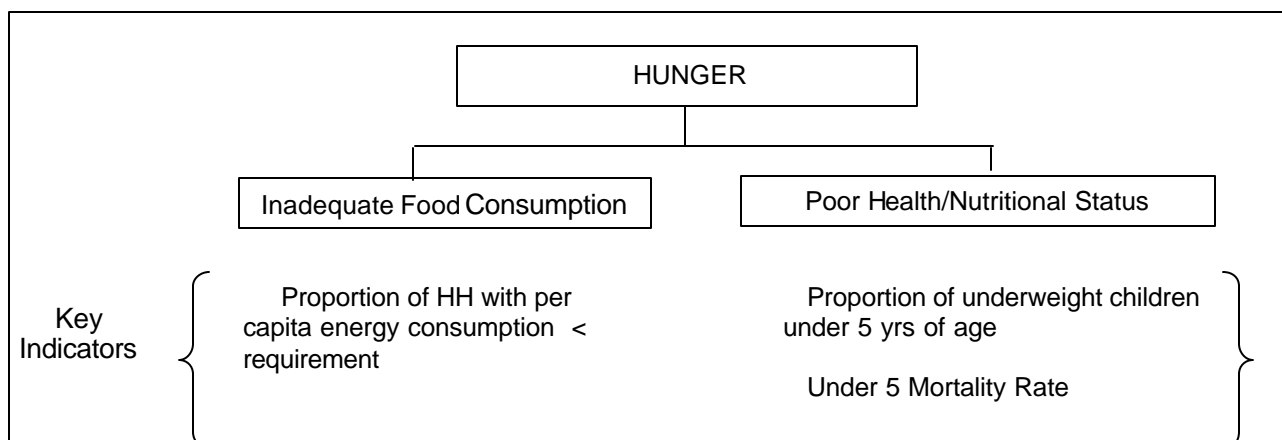 HUNGER
Inadequate Food Consumption
Poor Health/Nutritional Status
Key
Indicators
Proportion of HH with per
capita energy consumption <
requirement
Proportion of underweight children
under 5 yrs of age
Under 5 Mortality Rate